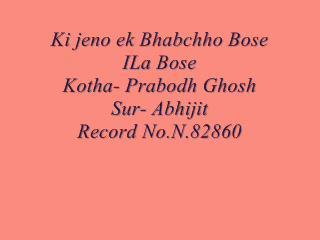 Ki jeno ek Bhabchho Bose
ILa Bose
Kotha- Prabodh Ghosh
Sur- Abhijit
Record No.N.82860